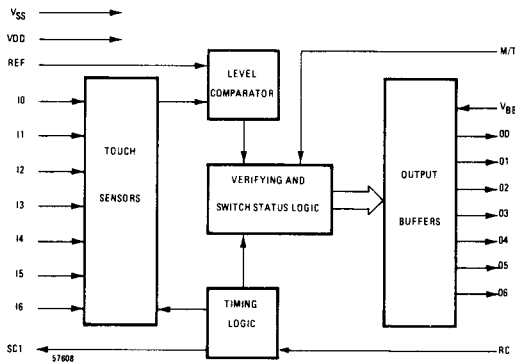 VSS
VDD
REF
I0
I1
I2
I3
I4
I5
I6
SC1
57608
TOUCH
SENSORS
LEVEL
COMPARATOR
VERIFYING AND
SWITCH STATUS LOGIC
TIMING
LOGIC
OUTPUT
BUFFERS
M/T
VBB
O0
O1
O2
O3
O4
O5
O6
RC